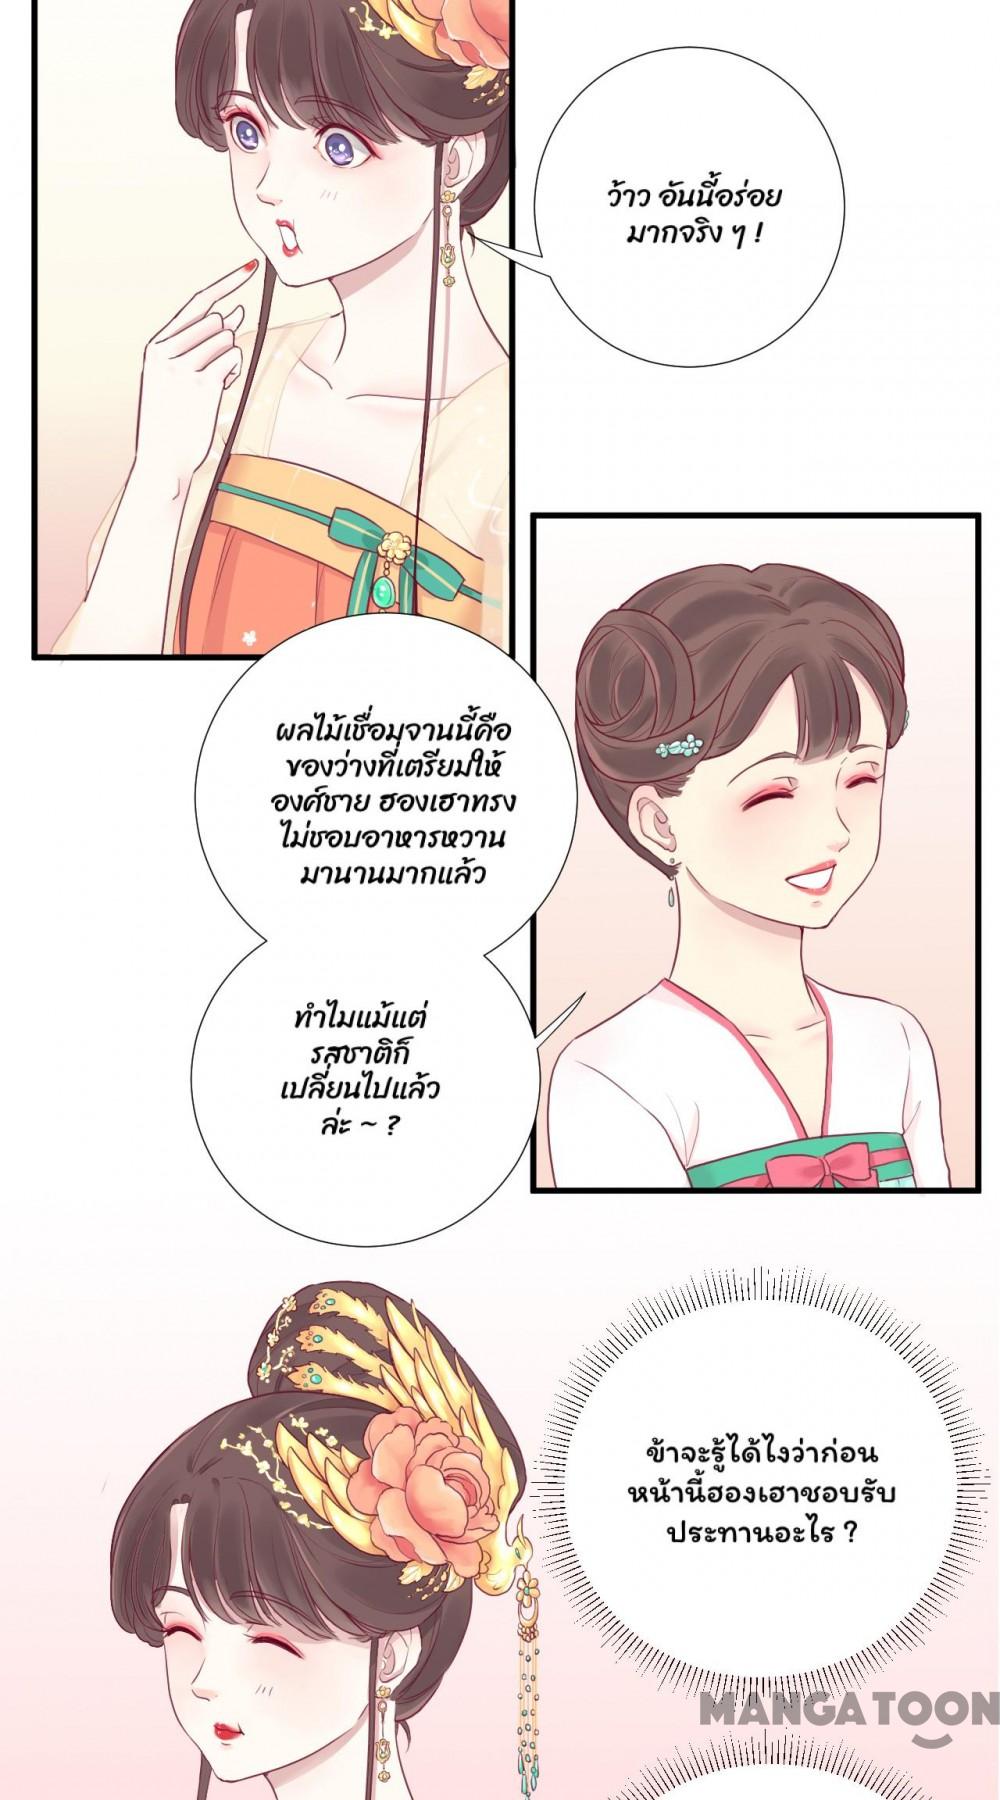 ว้าว อันนี้อร่อย
มากจริง ๆ !
ผลไม้เชื่อมจานนี้คือ
ของว่างที่เตรียมให้
องค์ชาย ฮองเฮาทรง
ไม่ชอบอาหารหวาน
มานานมากแล้ว
ทำไมแม้แต่
รสชาติก็
เปลี่ยนไปแล้ว
ล่ะ ~ ?
ข้าจะรู้ได้ไงว่าก่อน
หน้านี้ฮองเฮาชอบรับ
ประทานอะไร ?
MANGATOON